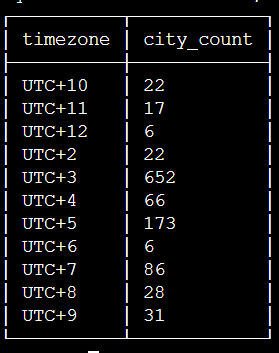 timezone city_count
UTC+10 22
UTC+11 17
UTC+12 6
UTC+2 22
UTC+3 652
UTC+4 66
UTC+5 173
UTC+6 6
UTC+7 86
UTC+8 28
UTC+9 31